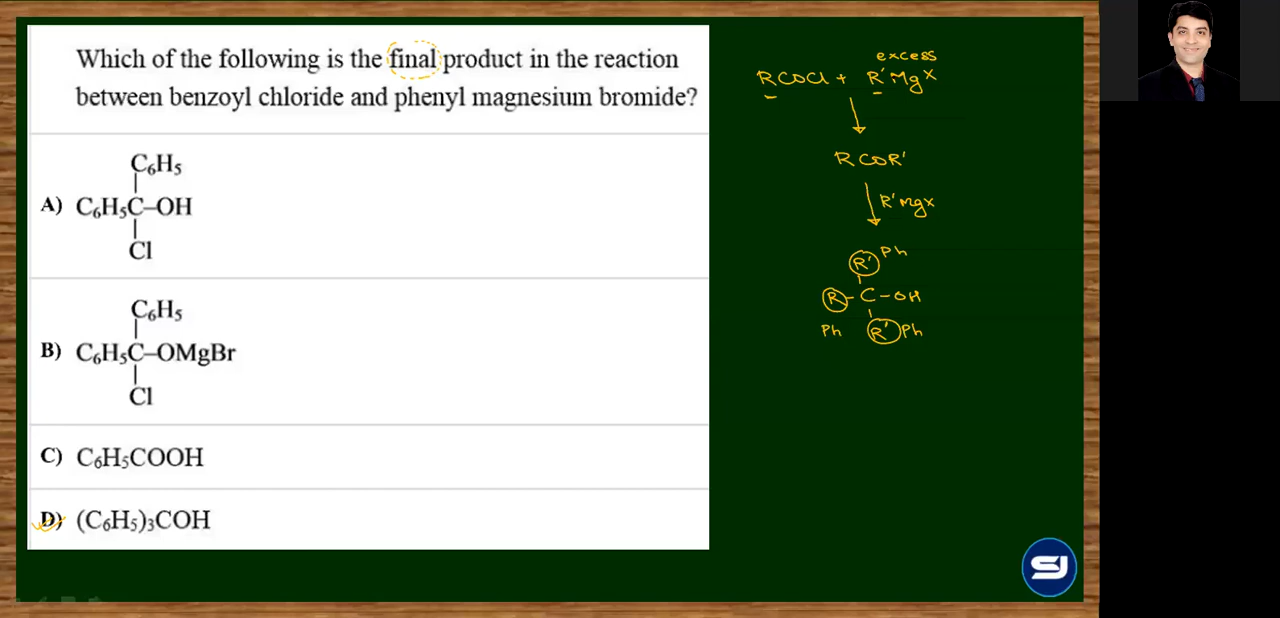 Which of the following is the final product in the reaction
between benzoyl chloride and phenyl magnesium bromide?
A)
C₆H₅
C₆H₅C–OH
Cl
B)
C₆H₅
C₆H₅C–OMgBr
Cl
C) C₆H₅COOH
D) (C₆H₅)₃COH
excess
RCOCl + R'MgX
RCOR'
R'MgX
R' Ph
R - C - OH
Ph R' Ph
SJ